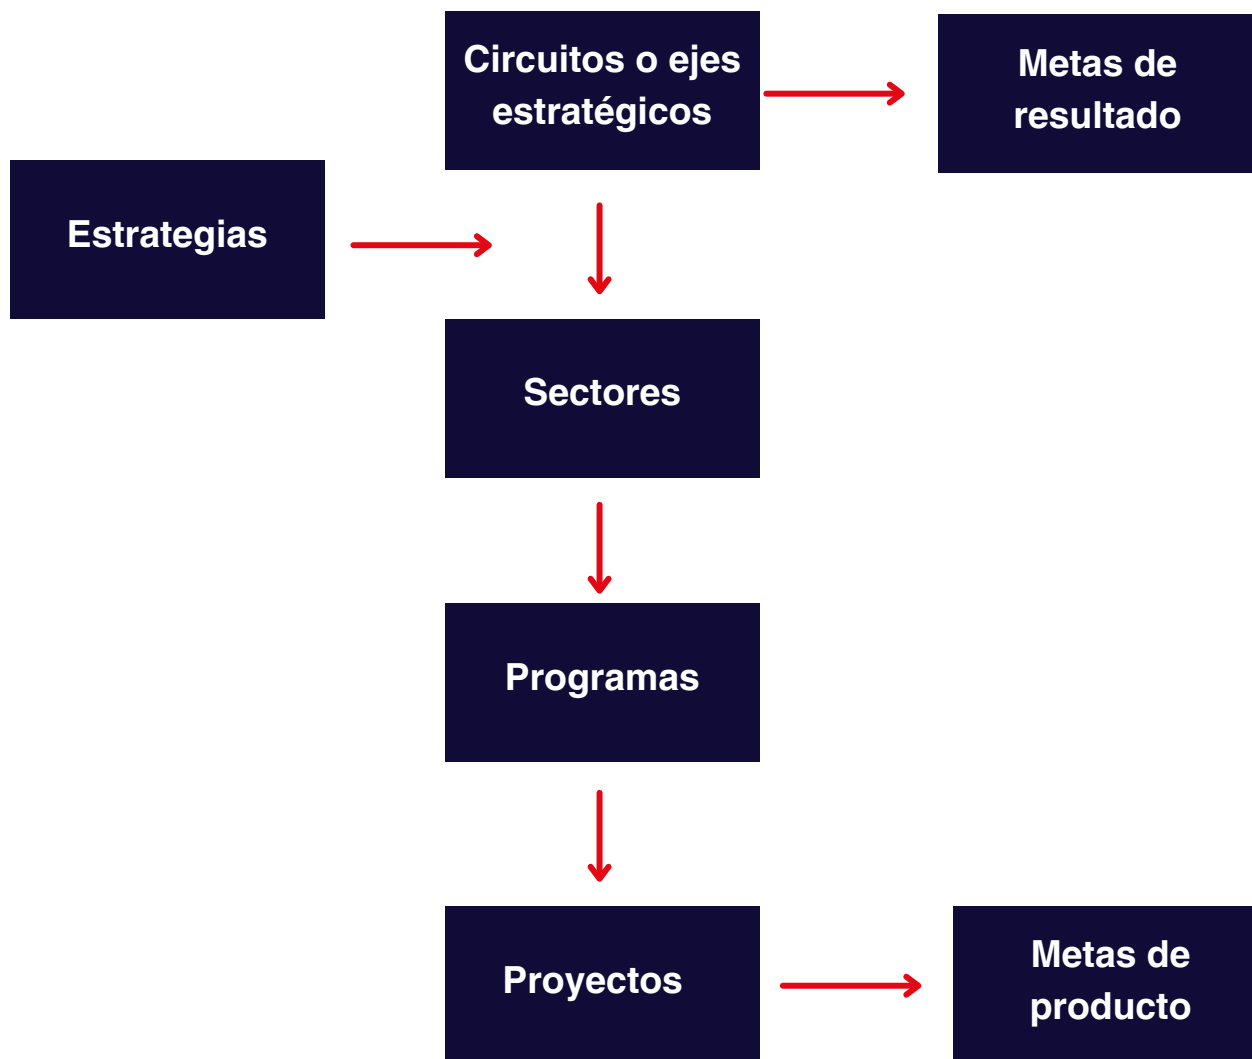 Circuitos o ejes
estratégicos
Metas de
resultado
Estrategias
Sectores
Programas
Proyectos
Metas de
producto